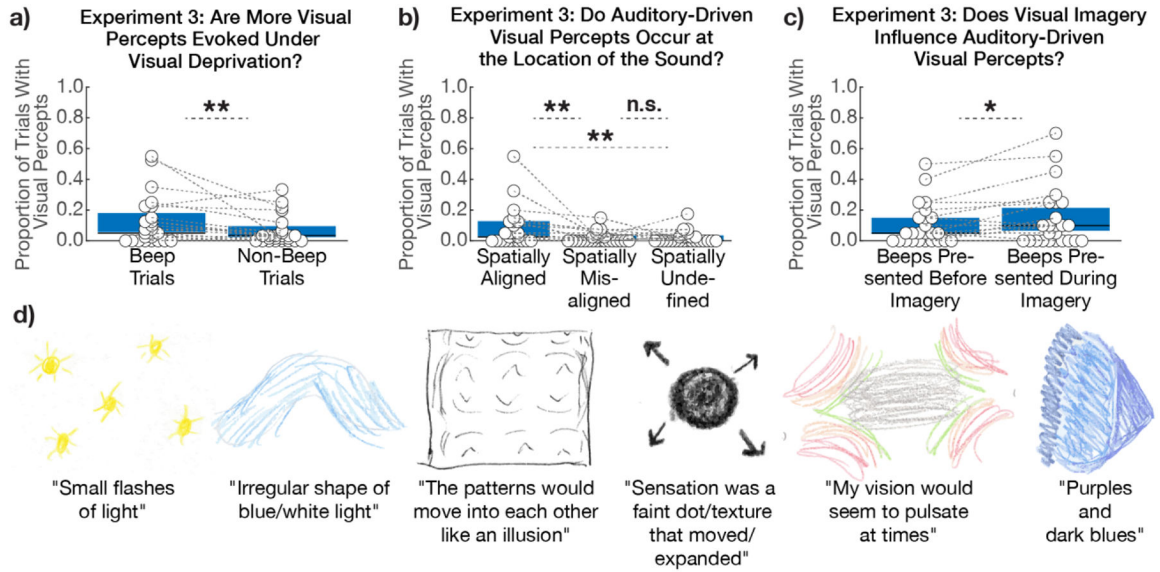 a)
Experiment 3: Are More Visual
Percepts Evoked Under
Visual Deprivation?
Proportion of Trials With
Visual Percepts
1.0
0.8
0.6
0.4
0.2
0.0
**
Beep
Trials
Non-Beep
Trials
b)
Experiment 3: Do Auditory-Driven
Visual Percepts Occur at
the Location of the Sound?
Proportion of Trials With
Visual Percepts
1.0
0.8
0.6
0.4
0.2
0.0
**
n.s.
**
Spatially
Aligned
Spatially
Mis-
aligned
Spatially
Unde-
fined
c)
Experiment 3: Does Visual Imagery
Influence Auditory-Driven
Visual Percepts?
Proportion of Trials With
Visual Percepts
1.0
0.8
0.6
0.4
0.2
0.0
*
Beeps Pre-
sented Before
Imagery
Beeps Pre-
sented During
Imagery
d)
"Small flashes
of light"
"Irregular shape of
blue/white light"
"The patterns would
move into each other
like an illusion"
"Sensation was a
faint dot/texture
that moved/
expanded"
"My vision would
seem to pulsate
at times"
"Purples
and
dark blues"